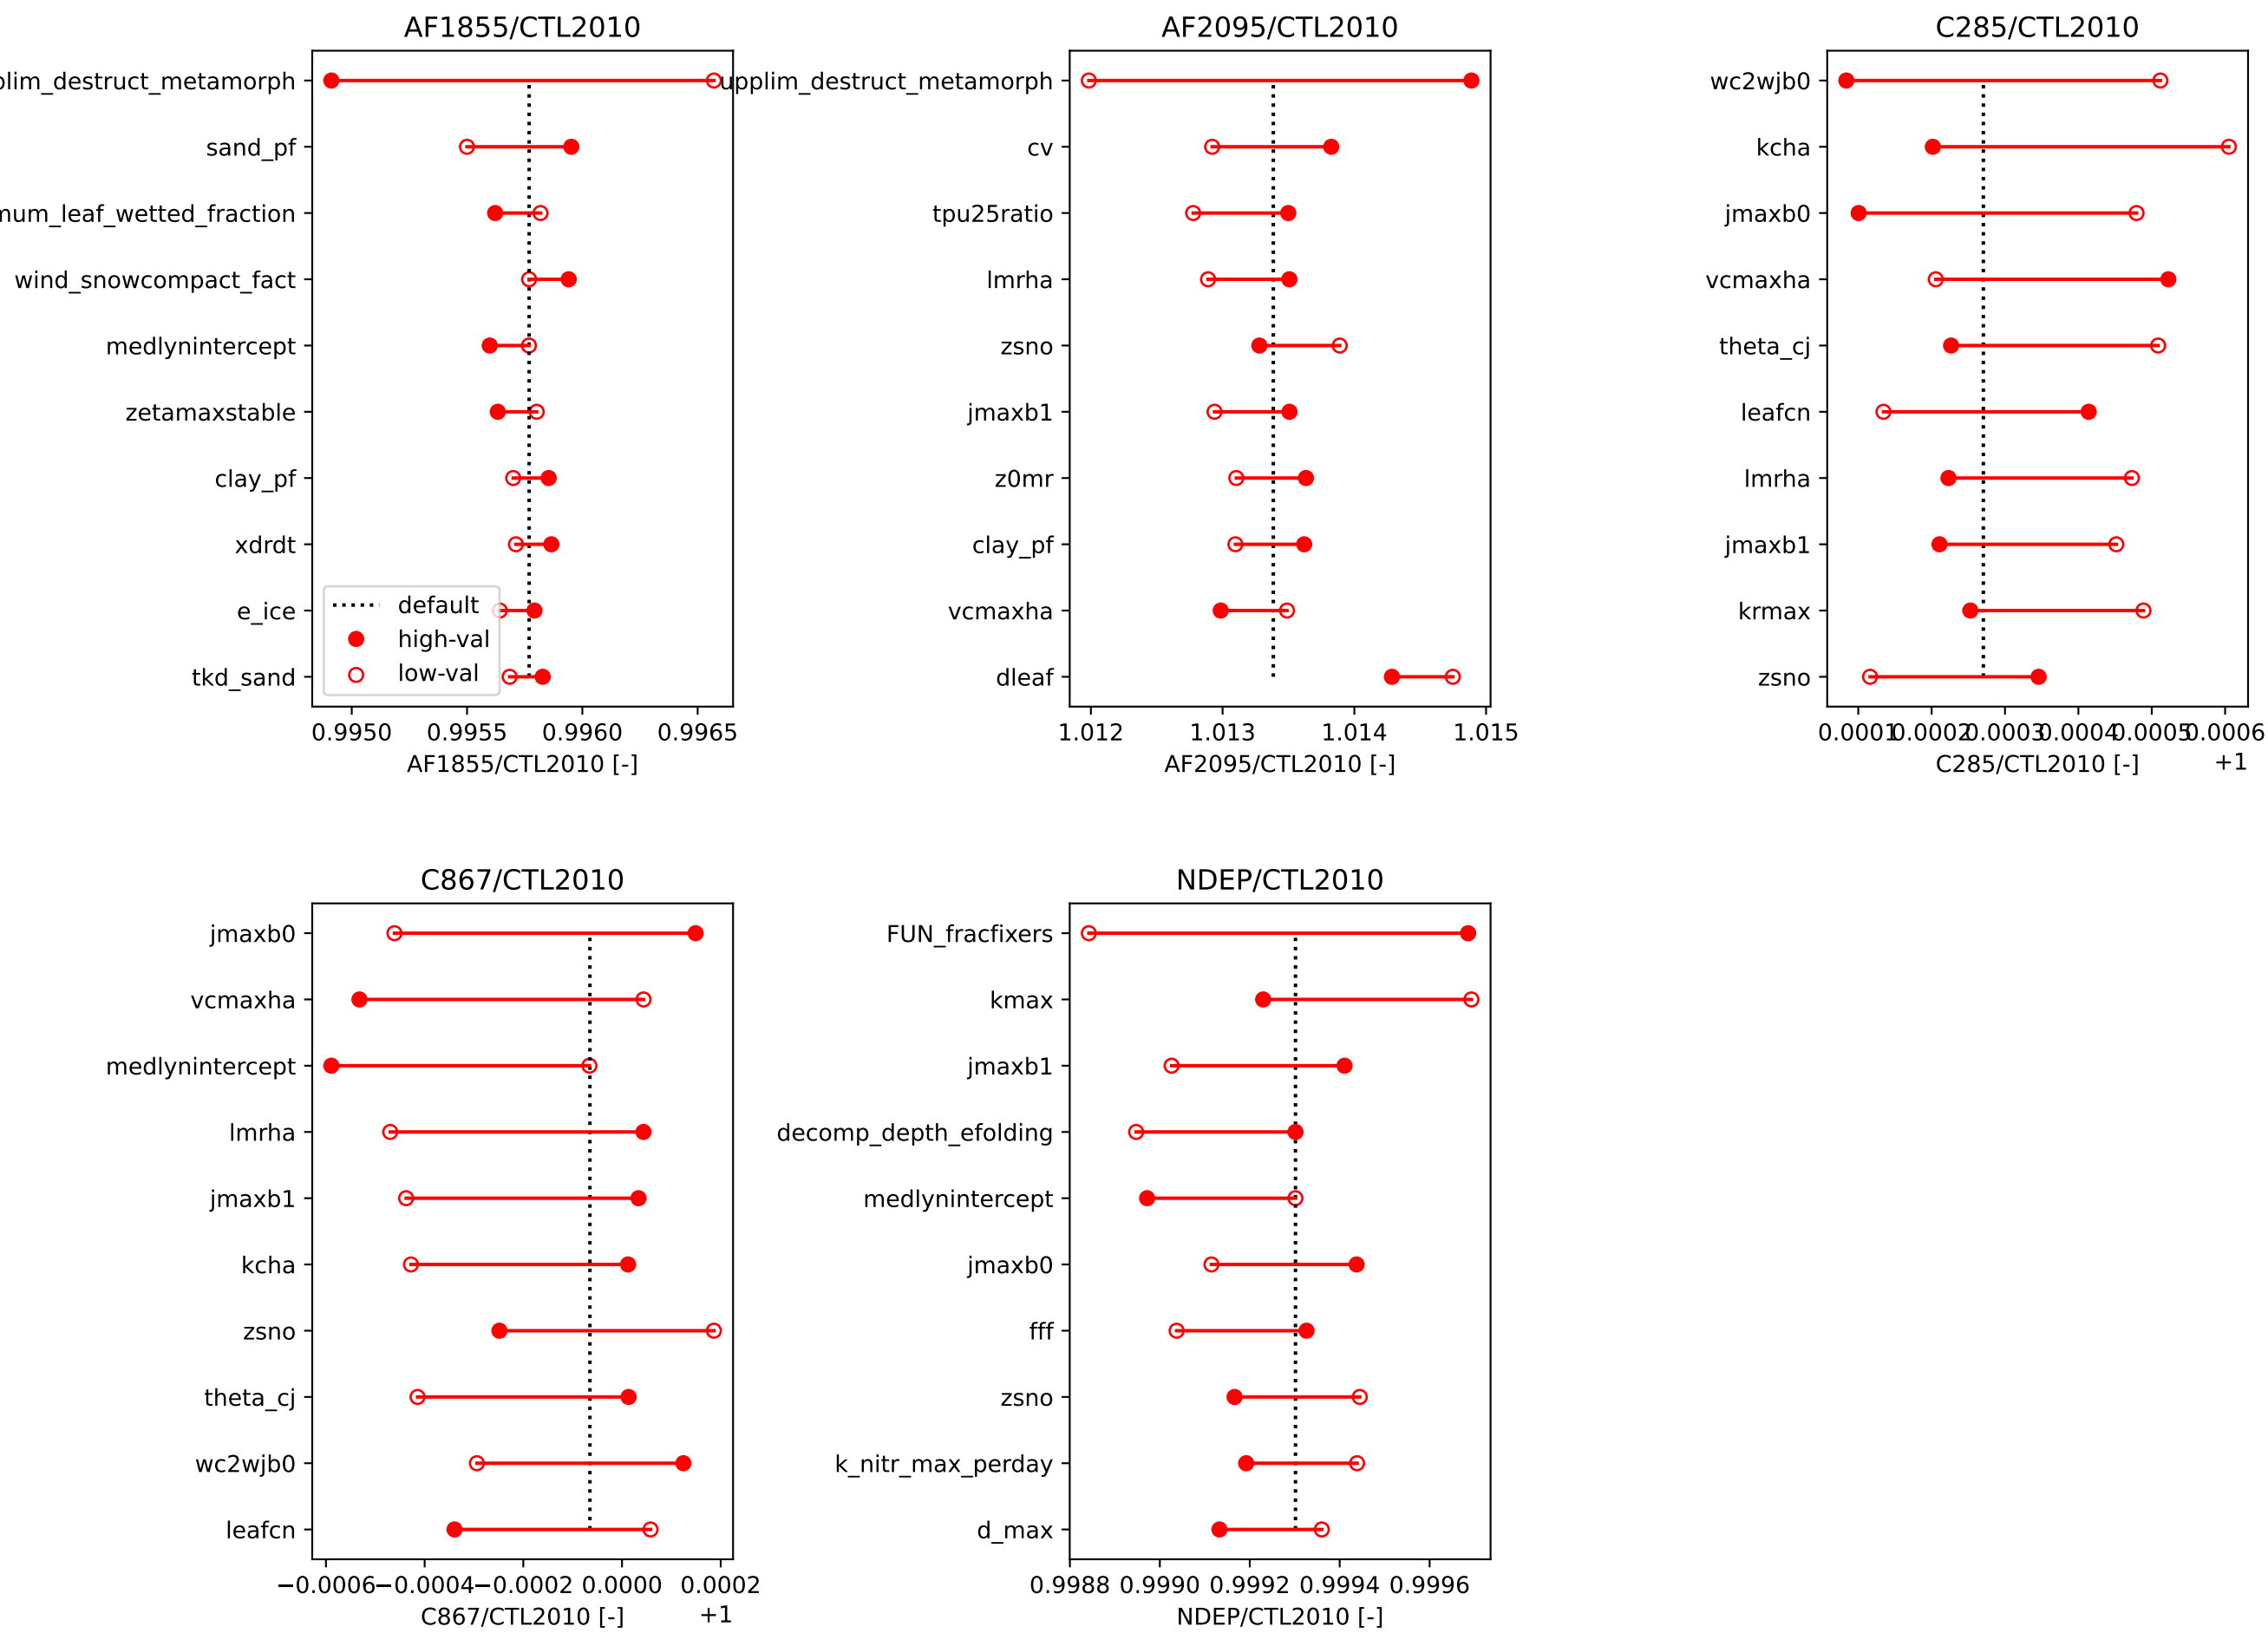 AF1855/CTL2010
plim_destruct_metamorph
sand_pf
mum_leaf_wetted_fraction
wind_snowcompact_fact
medlynintercept
zetamaxstable
clay_pf
xdrdt
e_ice
tkd_sand
default
high-val
low-val
0.9950 0.9955 0.9960 0.9965
AF1855/CTL2010 [-]
AF2095/CTL2010
upplim_destruct_metamorph
cv
tpu25ratio
lmrha
zsno
jmaxb1
z0mr
clay_pf
vcmaxha
dleaf
1.012 1.013 1.014 1.015
AF2095/CTL2010 [-]
C285/CTL2010
wc2wjb0
kcha
jmaxb0
vcmaxha
theta_cj
leafcn
lmrha
jmaxb1
krmax
zsno
0.0001 0.0002 0.0003 0.0004 0.0005 0.0006
C285/CTL2010 [-]
+1
C867/CTL2010
jmaxb0
vcmaxha
medlynintercept
lmrha
jmaxb1
kcha
zsno
theta_cj
wc2wjb0
leafcn
−0.0006 −0.0004 −0.0002 0.0000 0.0002
C867/CTL2010 [-]
+1
NDEP/CTL2010
FUN_fracfixers
kmax
jmaxb1
decomp_depth_efolding
medlynintercept
jmaxb0
fff
zsno
k_nitr_max_perday
d_max
0.9988 0.9990 0.9992 0.9994 0.9996
NDEP/CTL2010 [-]